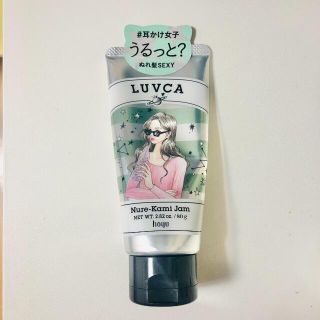 #耳かけ女子
うるっと?
ぬれ髪SEXY
LUVCA
Nure-Kami Jam
NET WT. 2.82 oz. / 80 g
hoyu